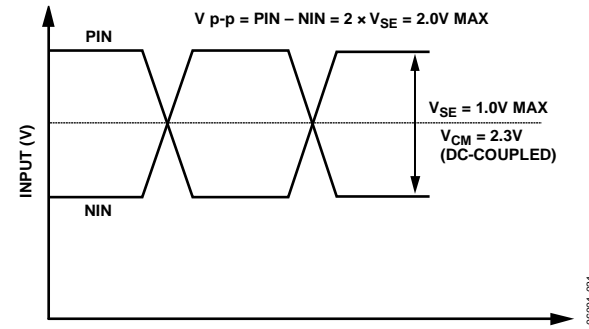 V p-p = PIN – NIN = 2 × VSE = 2.0V MAX
PIN
VSE = 1.0V MAX
VCM = 2.3V
(DC-COUPLED)
INPUT (V)
NIN